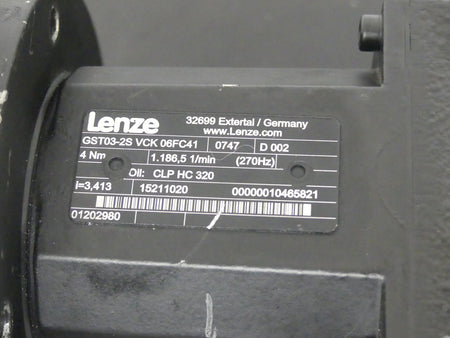 Lenze
32699 Extertal / Germany
www.Lenze.com
GST03-2S VCK 06FC41 0747 D 002
4 Nm 1.186,5 1/min (270Hz)
Oil: CLP HC 320
i=3,413 15211020 00000010465821
01202980